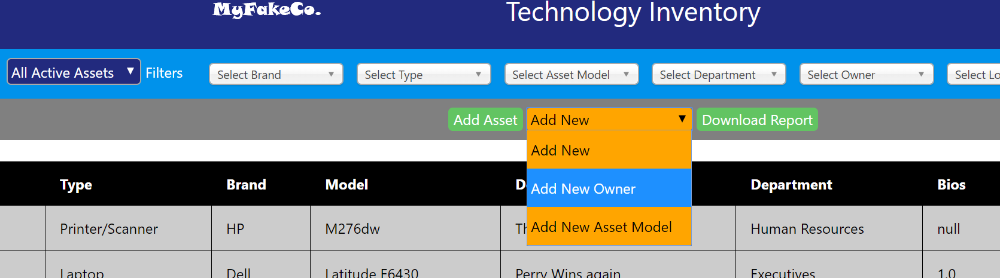 MyFakeCo.
Technology Inventory
All Active Assets Filters Select Brand Select Type Select Asset Model Select Department Select Owner Select Lo
Add Asset Add New Download Report
Add New
Add New Owner
Add New Asset Model
Type Brand Model Department Bios
Printer/Scanner HP M276dw Human Resources null
Laptop Dell Latitude E6430 Perry Wins again Executives 1.0